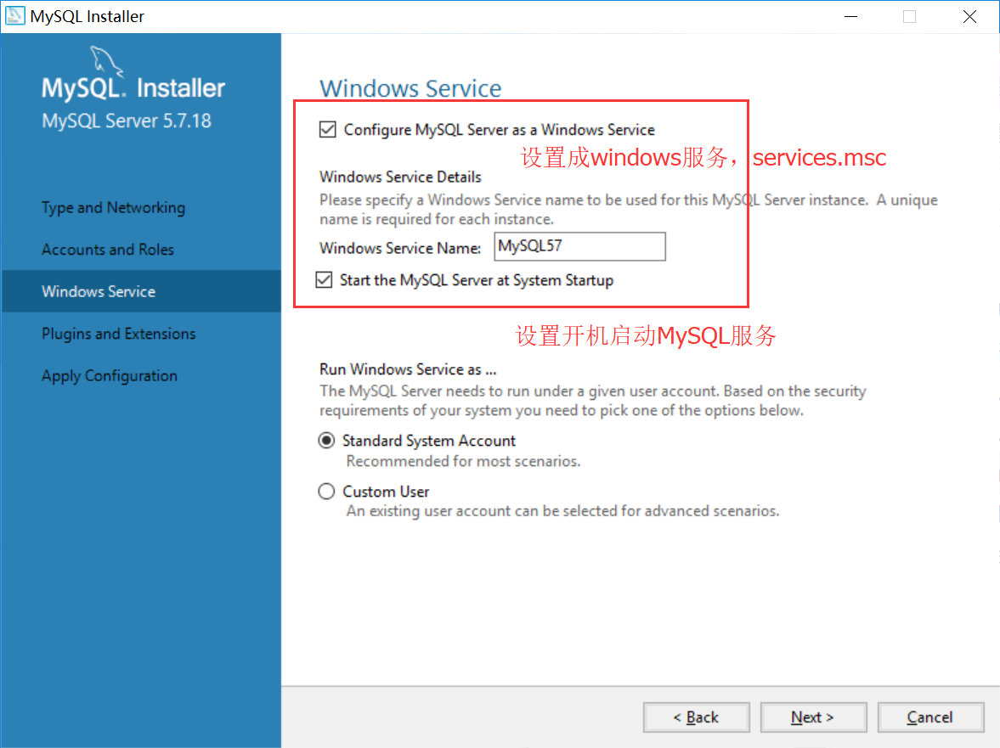 MySQL Installer
MySQL. Installer
MySQL Server 5.7.18
Type and Networking
Accounts and Roles
Windows Service
Plugins and Extensions
Apply Configuration
Windows Service
Configure MySQL Server as a Windows Service
设置成windows服务，services.msc
Windows Service Details
Please specify a Windows Service name to be used for this MySQL Server instance. A unique
name is required for each instance.
Windows Service Name: MySQL57
Start the MySQL Server at System Startup
设置开机启动MySQL服务
Run Windows Service as ...
The MySQL Server needs to run under a given user account. Based on the security
requirements of your system you need to pick one of the options below.
Standard System Account
Recommended for most scenarios.
Custom User
An existing user account can be selected for advanced scenarios.
< Back Next > Cancel